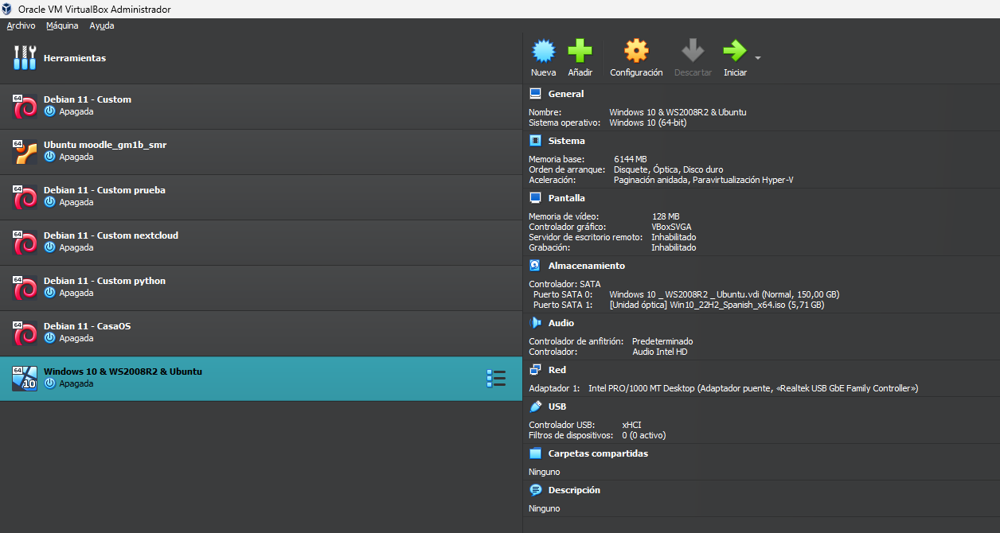 Oracle VM VirtualBox Administrador
Archivo Máquina Ayuda
Herramientas
64
Debian 11 - Custom
Apagada
64
Ubuntu moodle_gm1b_smr
Apagada
64
Debian 11 - Custom prueba
Apagada
64
Debian 11 - Custom nextcloud
Apagada
64
Debian 11 - Custom python
Apagada
64
Debian 11 - CasaOS
Apagada
64
10
Windows 10 & WS2008R2 & Ubuntu
Apagada
Nueva Añadir Configuración Descartar Iniciar
General
Nombre: Windows 10 & WS2008R2 & Ubuntu
Sistema operativo: Windows 10 (64-bit)
Sistema
Memoria base: 6144 MB
Orden de arranque: Disquete, Óptica, Disco duro
Aceleración: Paginación anidada, Paravirtualización Hyper-V
Pantalla
Memoria de vídeo: 128 MB
Controlador gráfico: VBoxSVGA
Servidor de escritorio remoto: Inhabilitado
Grabación: Inhabilitado
Almacenamiento
Controlador: SATA
Puerto SATA 0: Windows 10 _ WS2008R2 _ Ubuntu.vdi (Normal, 150,00 GB)
Puerto SATA 1: [Unidad óptica] Win10_22H2_Spanish_x64.iso (5,71 GB)
Audio
Controlador de anfitrión: Predeterminado
Controlador: Audio Intel HD
Red
Adaptador 1: Intel PRO/1000 MT Desktop (Adaptador puente, «Realtek USB GbE Family Controller»)
USB
Controlador USB: xHCI
Filtros de dispositivos: 0 (0 activo)
Carpetas compartidas
Ninguno
Descripción
Ninguno